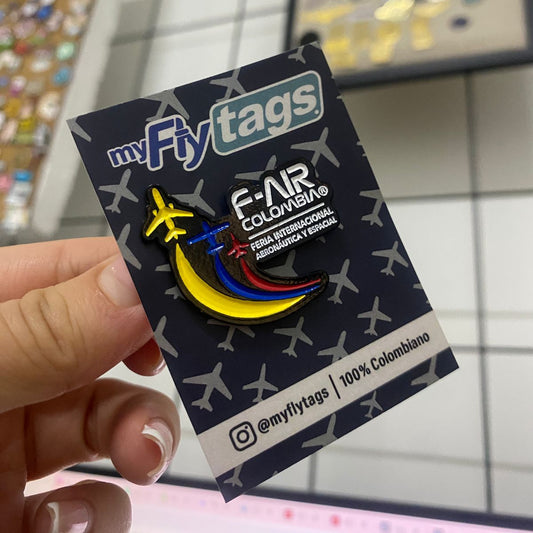 myFlytags
F-AIR
COLOMBIA®
FERIA INTERNACIONAL
AERONÁUTICA Y ESPACIAL
@myflytags | 100% Colombiano